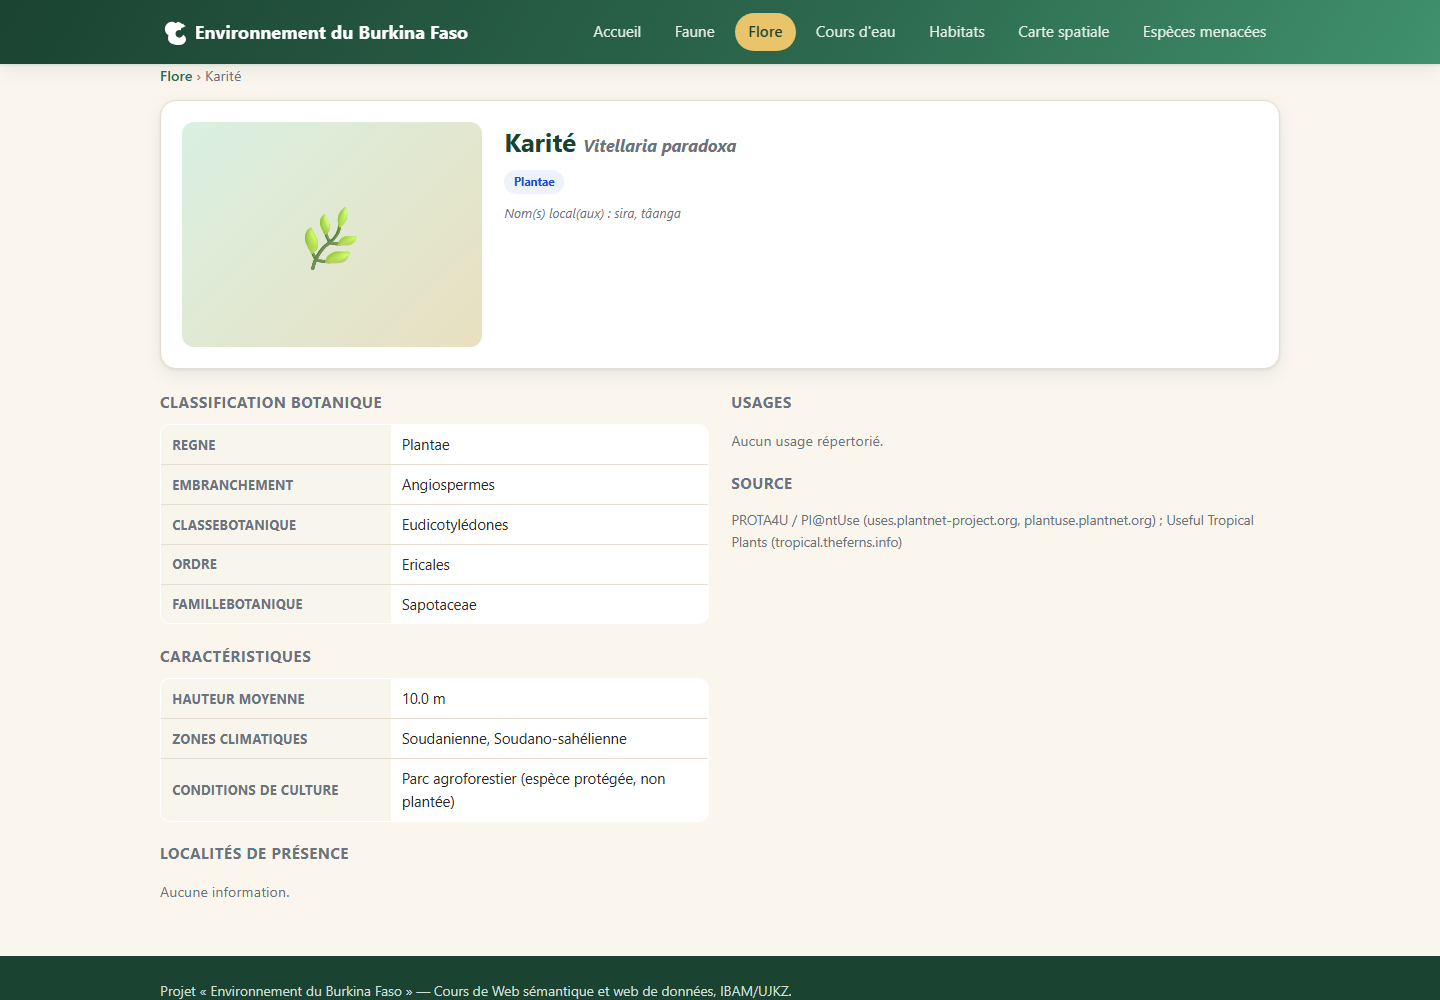 Environnement du Burkina Faso
Accueil
Faune
Flore
Cours d'eau
Habitats
Carte spatiale
Espèces menacées
Flore › Karité
Karité Vitellaria paradoxa
Plantae
Nom(s) local(aux) : sira, tâanga
CLASSIFICATION BOTANIQUE
REGNE Plantae
EMBRANCHEMENT Angiospermes
CLASSEBOTANIQUE Eudicotylédones
ORDRE Ericales
FAMILLEBOTANIQUE Sapotaceae
CARACTÉRISTIQUES
HAUTEUR MOYENNE 10.0 m
ZONES CLIMATIQUES Soudanienne, Soudano-sahélienne
CONDITIONS DE CULTURE Parc agroforestier (espèce protégée, non
plantée)
LOCALITÉS DE PRÉSENCE
Aucune information.
USAGES
Aucun usage répertorié.
SOURCE
PROTA4U / Pl@ntUse (uses.plantnet-project.org, plantuse.plantnet.org) ; Useful Tropical
Plants (tropical.theferns.info)
Projet « Environnement du Burkina Faso » — Cours de Web sémantique et web de données, IBAM/UJKZ.